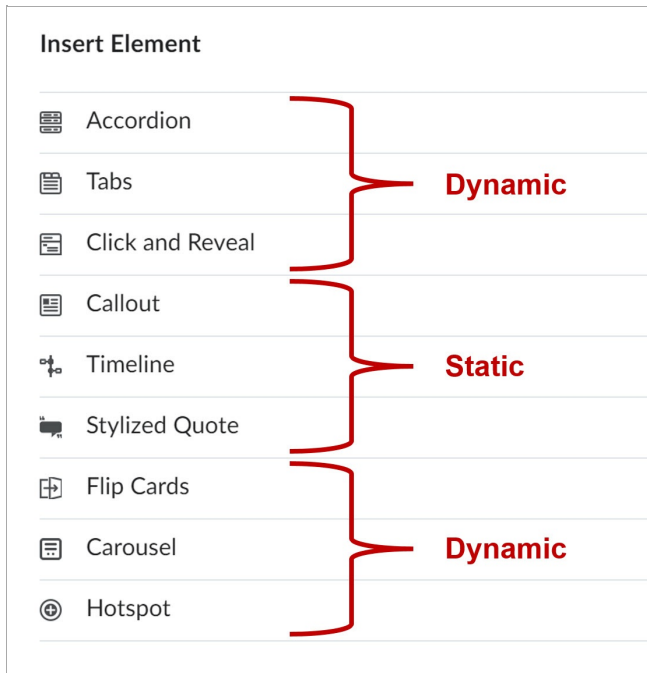 Insert Element
Accordion
Tabs
Dynamic
Click and Reveal
Callout
Timeline
Static
Stylized Quote
Flip Cards
Carousel
Dynamic
Hotspot